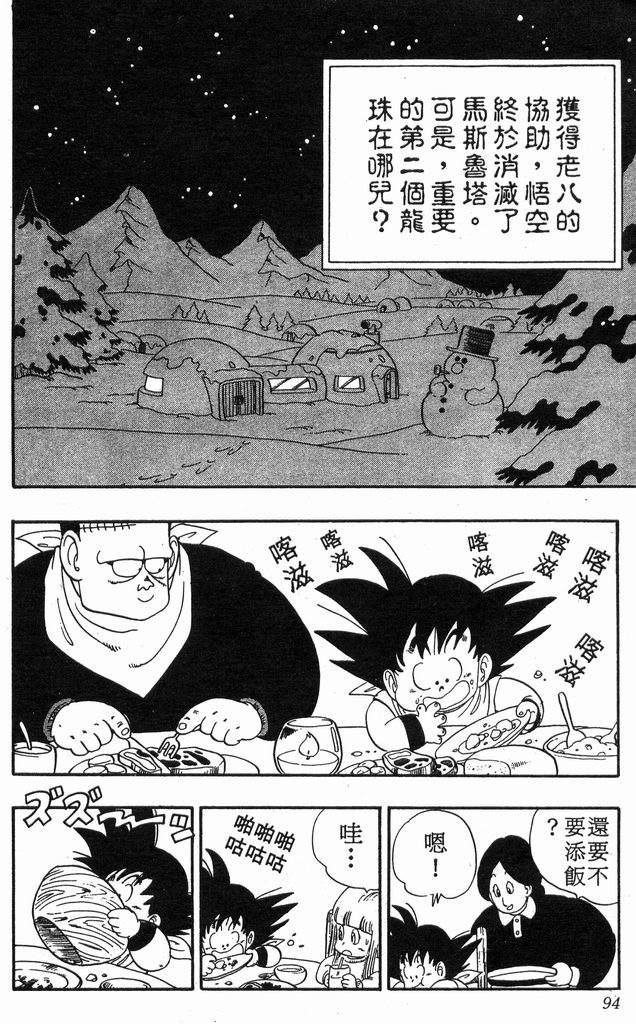 獲得老八的
協助，悟空
終於消滅了
馬斯魯塔。
可是，重要
的第二個龍
珠在哪兒？
喀滋
喀滋
喀滋
喀滋
喀滋
喀滋
還要不
要添飯
？
嗯！
哇…
啪咕
啪咕
啪咕
ズズーーッ
94